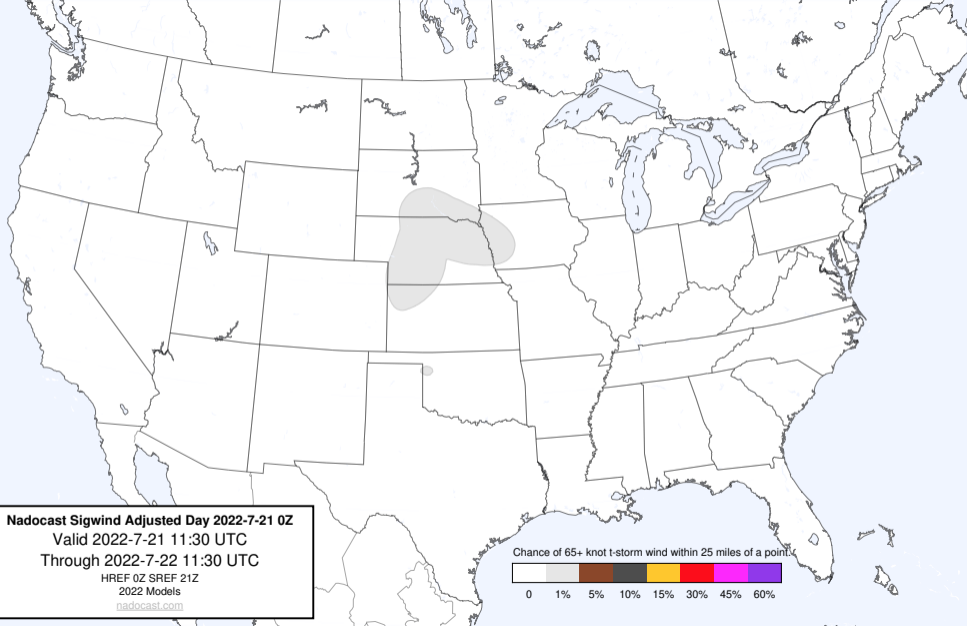 Nadocast Sigwind Adjusted Day 2022-7-21 0Z
Valid 2022-7-21 11:30 UTC
Through 2022-7-22 11:30 UTC
HREF 0Z SREF 21Z
2022 Models
nadocast.com
Chance of 65+ knot t-storm wind within 25 miles of a point.
0 1% 5% 10% 15% 30% 45% 60%